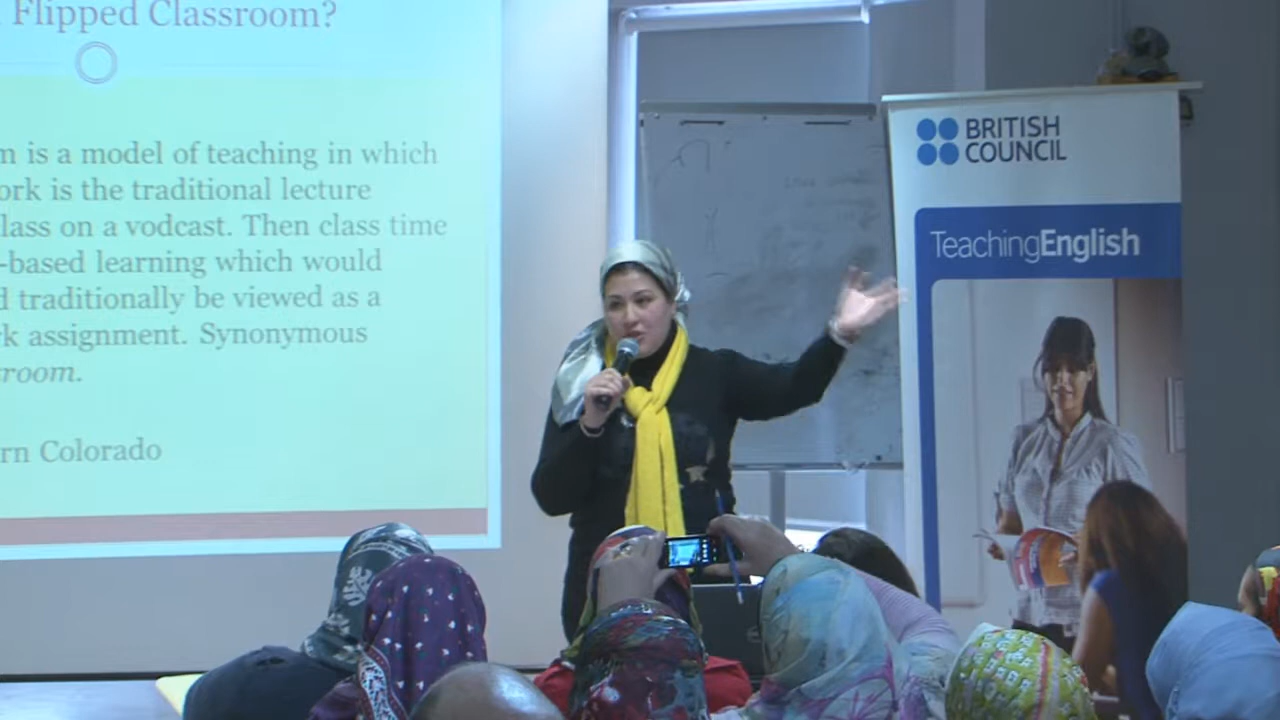 Flipped Classroom?
m is a model of teaching in which
ork is the traditional lecture
lass on a vodcast. Then class time
-based learning which would
d traditionally be viewed as a
rk assignment. Synonymous
room.
rn Colorado
BRITISH
COUNCIL
TeachingEnglish